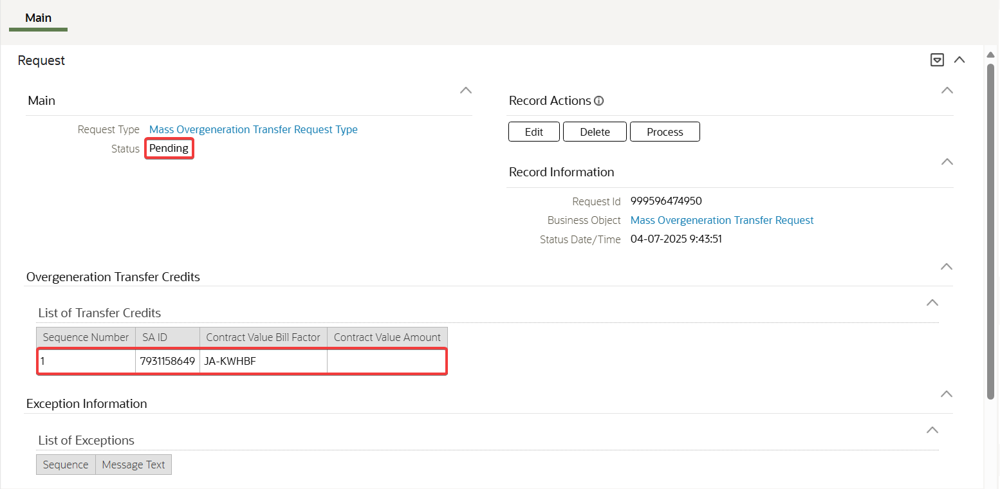 Main
Request
Main
Request Type Mass Overgeneration Transfer Request Type
Status Pending
Record Actions
Edit Delete Process
Record Information
Request Id 999596474950
Business Object Mass Overgeneration Transfer Request
Status Date/Time 04-07-2025 9:43:51
Overgeneration Transfer Credits
List of Transfer Credits
Sequence Number SA ID Contract Value Bill Factor Contract Value Amount
1 7931158649 JA-KWHBF
Exception Information
List of Exceptions
Sequence Message Text